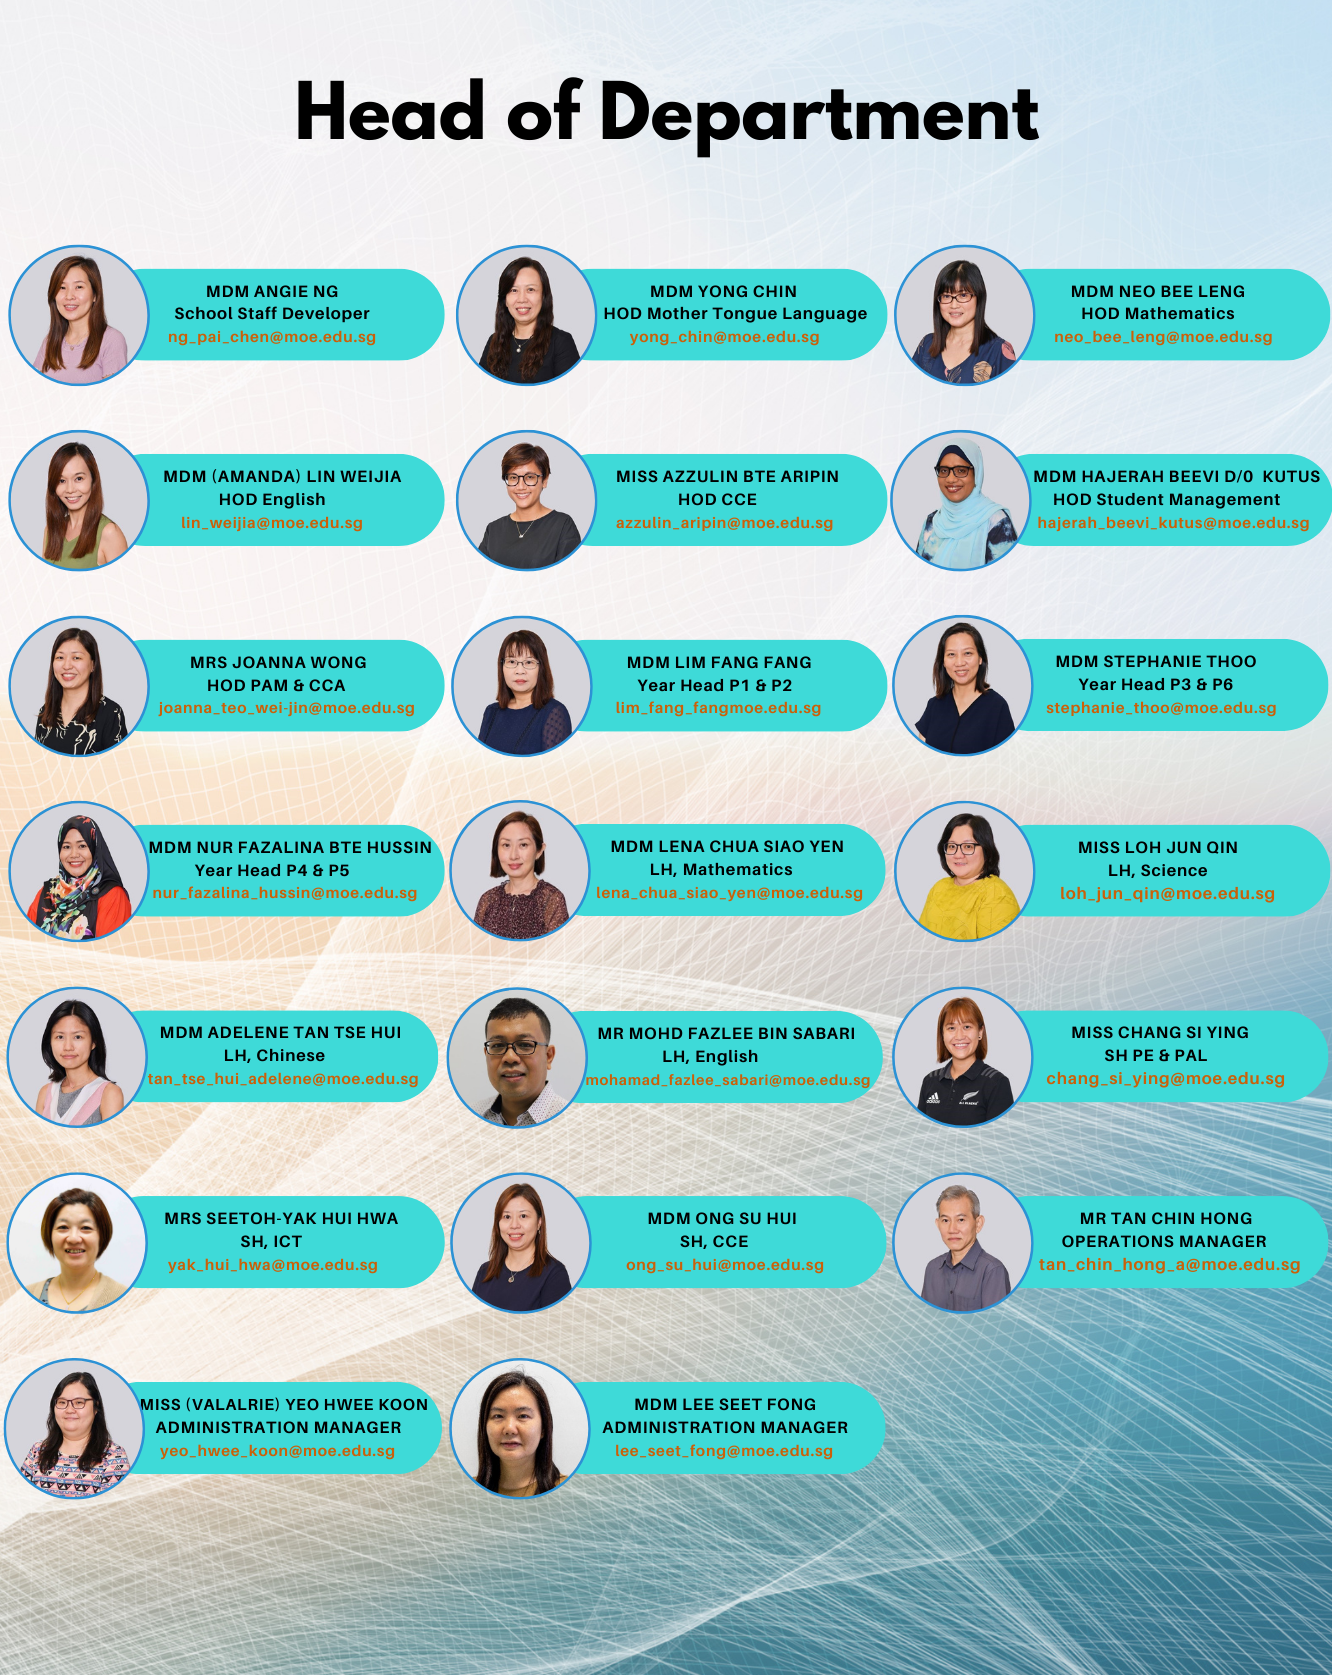 Head of Department
MDM ANGIE NG
School Staff Developer
ng_pai_chen@moe.edu.sg
MDM YONG CHIN
HOD Mother Tongue Language
yong_chin@moe.edu.sg
MDM NEO BEE LENG
HOD Mathematics
neo_bee_leng@moe.edu.sg
MDM (AMANDA) LIN WEIJIA
HOD English
lin_weijia@moe.edu.sg
MISS AZZULIN BTE ARIPIN
HOD CCE
azzulin_aripin@moe.edu.sg
MDM HAJERAH BEEVI D/0 KUTUS
HOD Student Management
hajerah_beevi_kutus@moe.edu.sg
MRS JOANNA WONG
HOD PAM & CCA
joanna_teo_wei-jin@moe.edu.sg
MDM LIM FANG FANG
Year Head P1 & P2
lim_fang_fangmoe.edu.sg
MDM STEPHANIE THOO
Year Head P3 & P6
stephanie_thoo@moe.edu.sg
MDM NUR FAZALINA BTE HUSSIN
Year Head P4 & P5
nur_fazalina_hussin@moe.edu.sg
MDM LENA CHUA SIAO YEN
LH, Mathematics
lena_chua_siao_yen@moe.edu.sg
MISS LOH JUN QIN
LH, Science
loh_jun_qin@moe.edu.sg
MDM ADELENE TAN TSE HUI
LH, Chinese
tan_tse_hui_adelene@moe.edu.sg
MR MOHD FAZLEE BIN SABARI
LH, English
mohamad_fazlee_sabari@moe.edu.sg
MISS CHANG SI YING
SH PE & PAL
chang_si_ying@moe.edu.sg
MRS SEETOH-YAK HUI HWA
SH, ICT
yak_hui_hwa@moe.edu.sg
MDM ONG SU HUI
SH, CCE
ong_su_hui@moe.edu.sg
MR TAN CHIN HONG
OPERATIONS MANAGER
tan_chin_hong_a@moe.edu.sg
MISS (VALALRIE) YEO HWEE KOON
ADMINISTRATION MANAGER
yeo_hwee_koon@moe.edu.sg
MDM LEE SEET FONG
ADMINISTRATION MANAGER
lee_seet_fong@moe.edu.sg